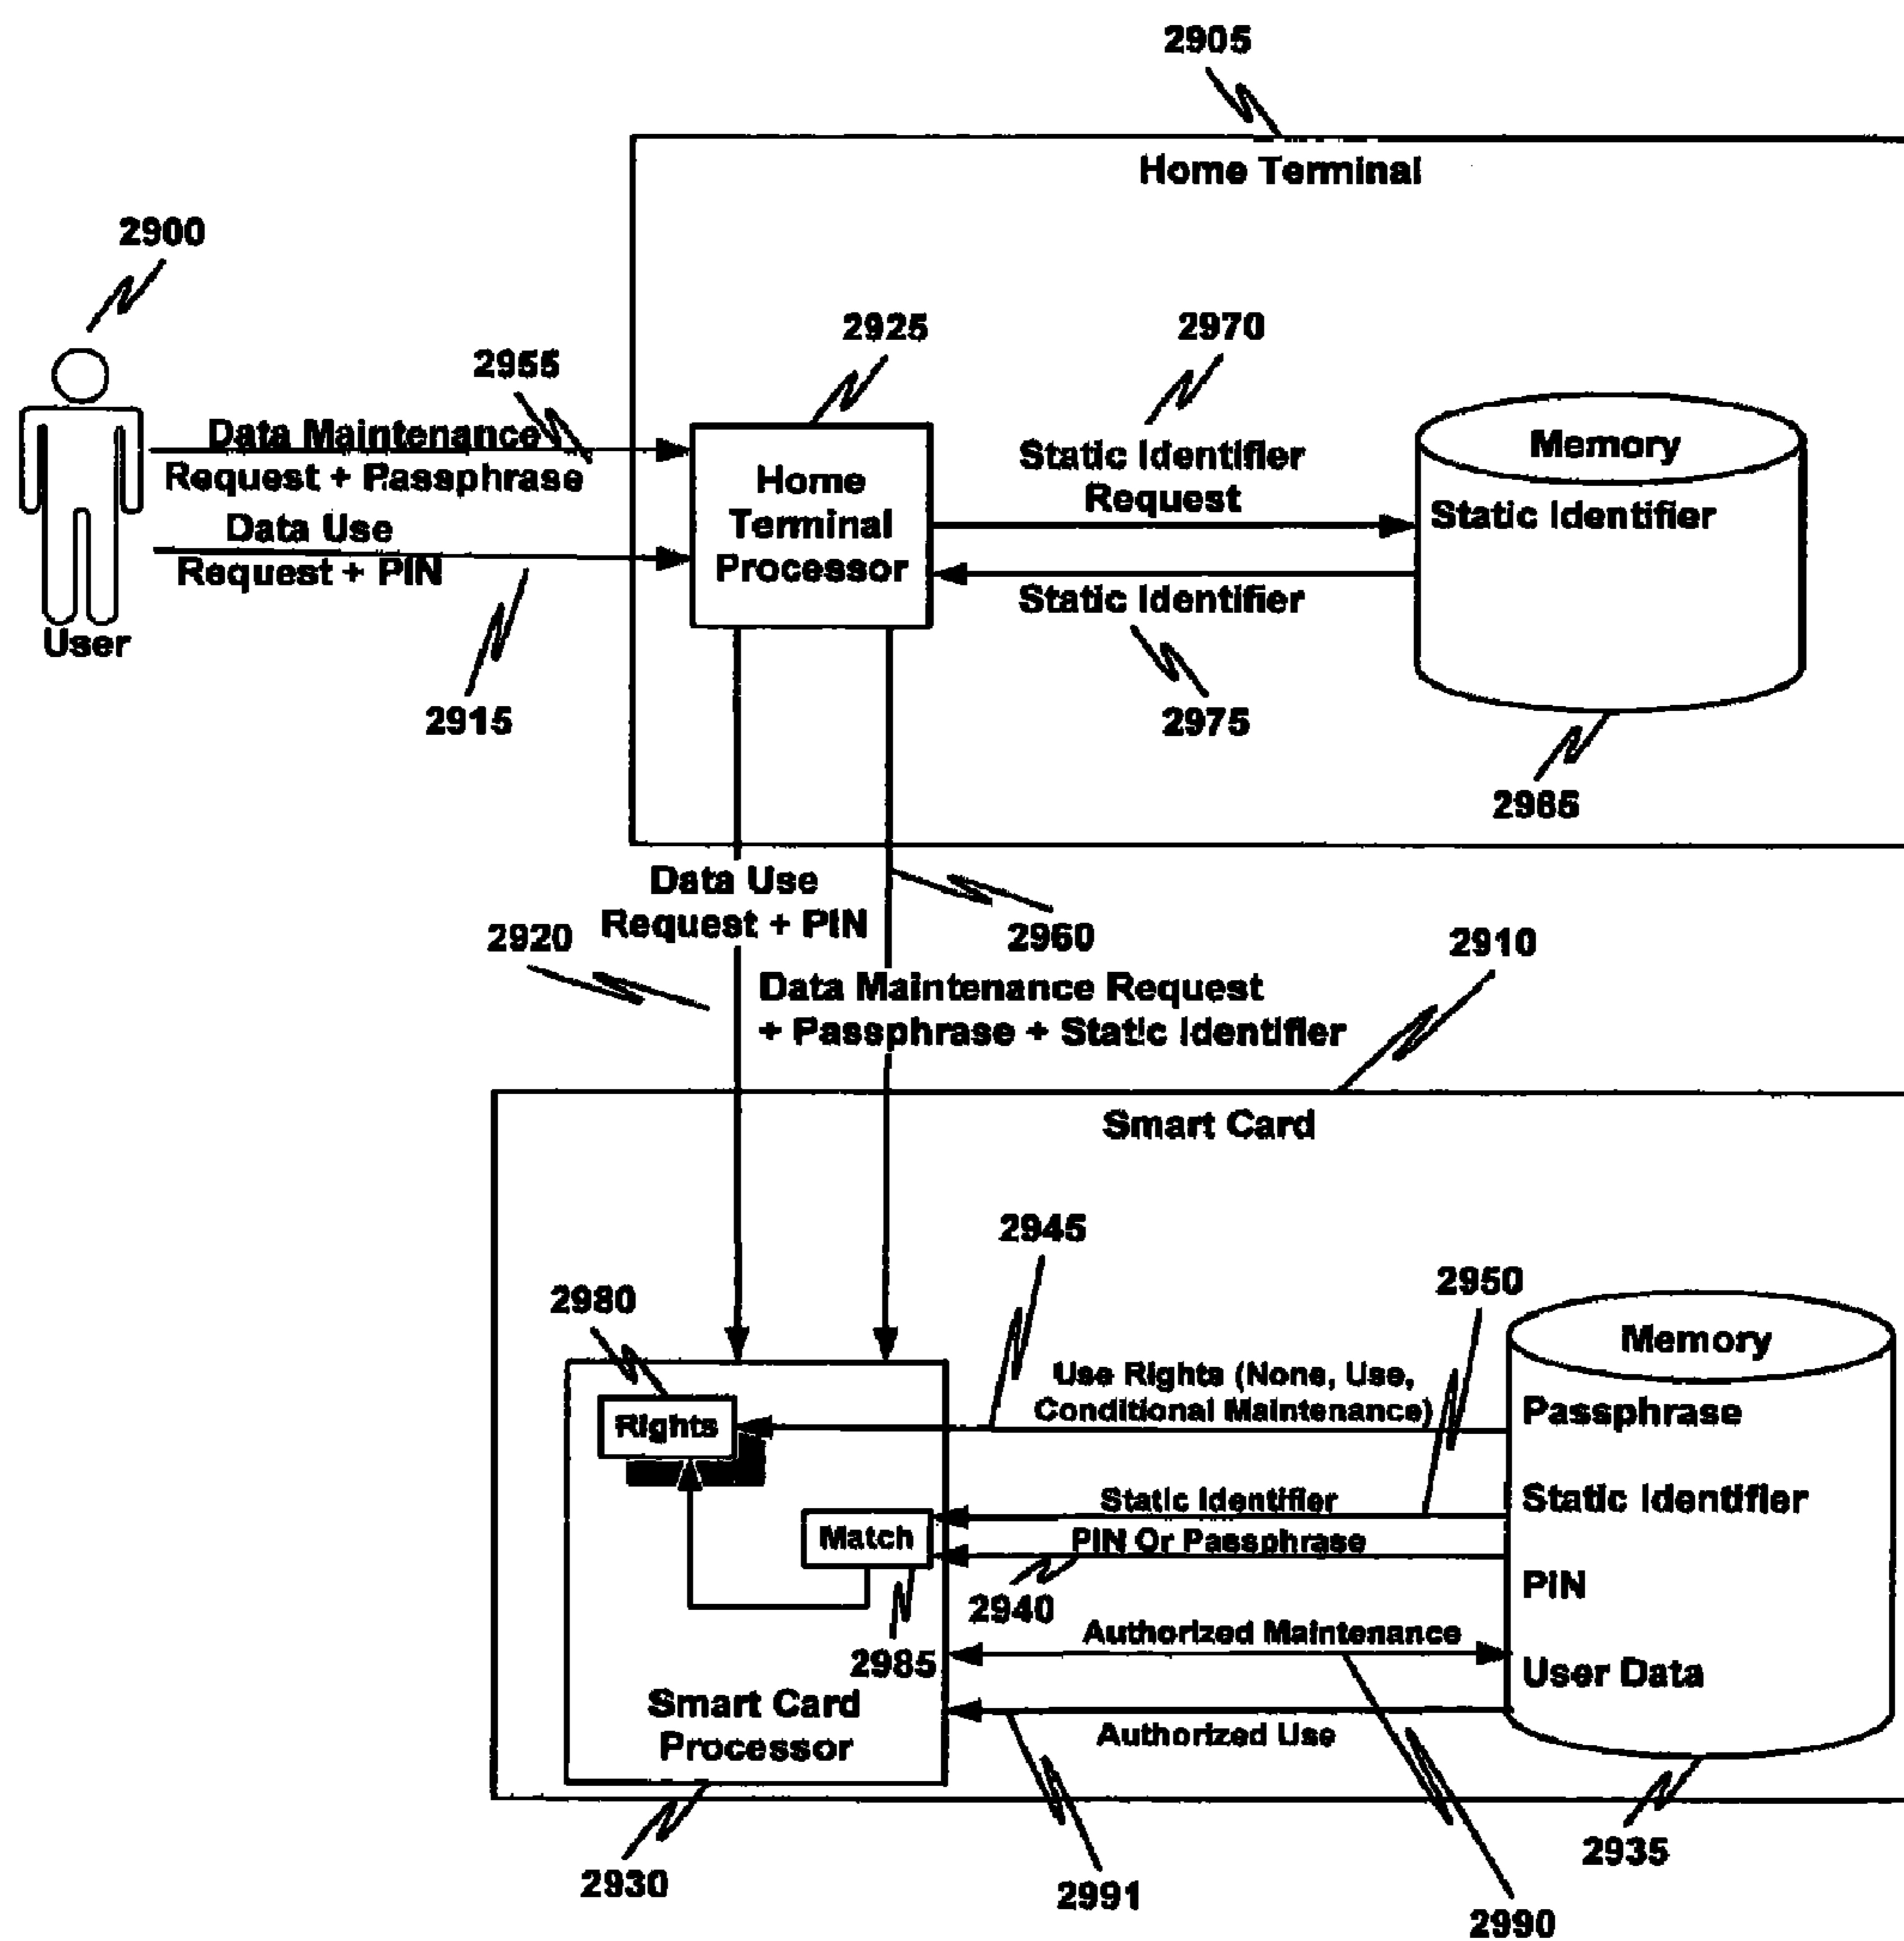 2905
Home Terminal
2900
2925
2970
2955
Data Maintenance
Request + Passphrase
Data Use
Request + PIN
User
2915
Home
Terminal
Processor
Static Identifier
Request
Static Identifier
2975
Memory
Static Identifier
2965
Data Use
Request + PIN
2920
2960
2910
Data Maintenance Request
+ Passphrase + Static Identifier
Smart Card
2945
2950
2980
Rights
Use Rights (None, Use,
Conditional Maintenance)
Memory
Passphrase
Static Identifier
PIN
User Data
Static Identifier
PIN Or Passphrase
Match
2940
2985
Authorized Maintenance
Authorized Use
Smart Card
Processor
2930
2991
2990
2935